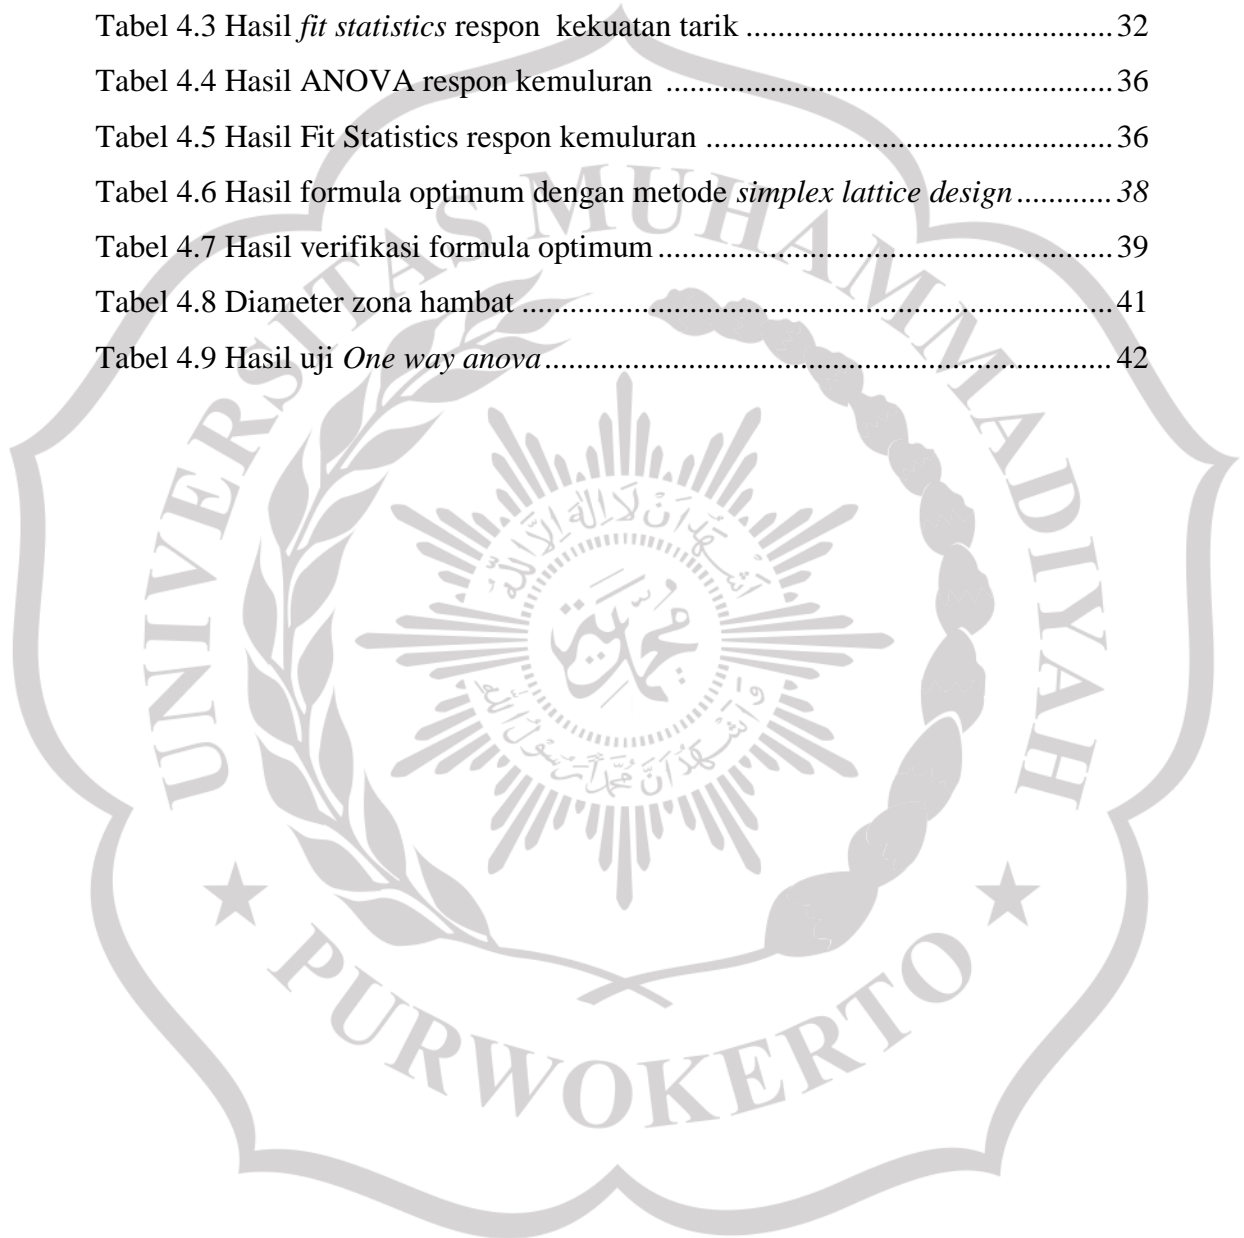 Tabel 4.3 Hasil fit statistics respon  kekuatan tarik ............................................. 32
Tabel 4.4 Hasil ANOVA respon kemuluran ....................................................... 36
Tabel 4.5 Hasil Fit Statistics respon kemuluran .................................................. 36
Tabel 4.6 Hasil formula optimum dengan metode simplex lattice design ............ 38
Tabel 4.7 Hasil verifikasi formula optimum ........................................................ 39
Tabel 4.8 Diameter zona hambat ......................................................................... 41
Tabel 4.9 Hasil uji One way anova ...................................................................... 42
UNIVERSITAS MUHAMMADIYAH
أَشْهَدُ أَنْ لَا إِلٰهَ إِلَّا اللّٰهُ
محمدية
وَأَشْهَدُ أَنَّ مُحَمَّدًا رَسُوْلُ اللّٰهِ
PURWOKERTO